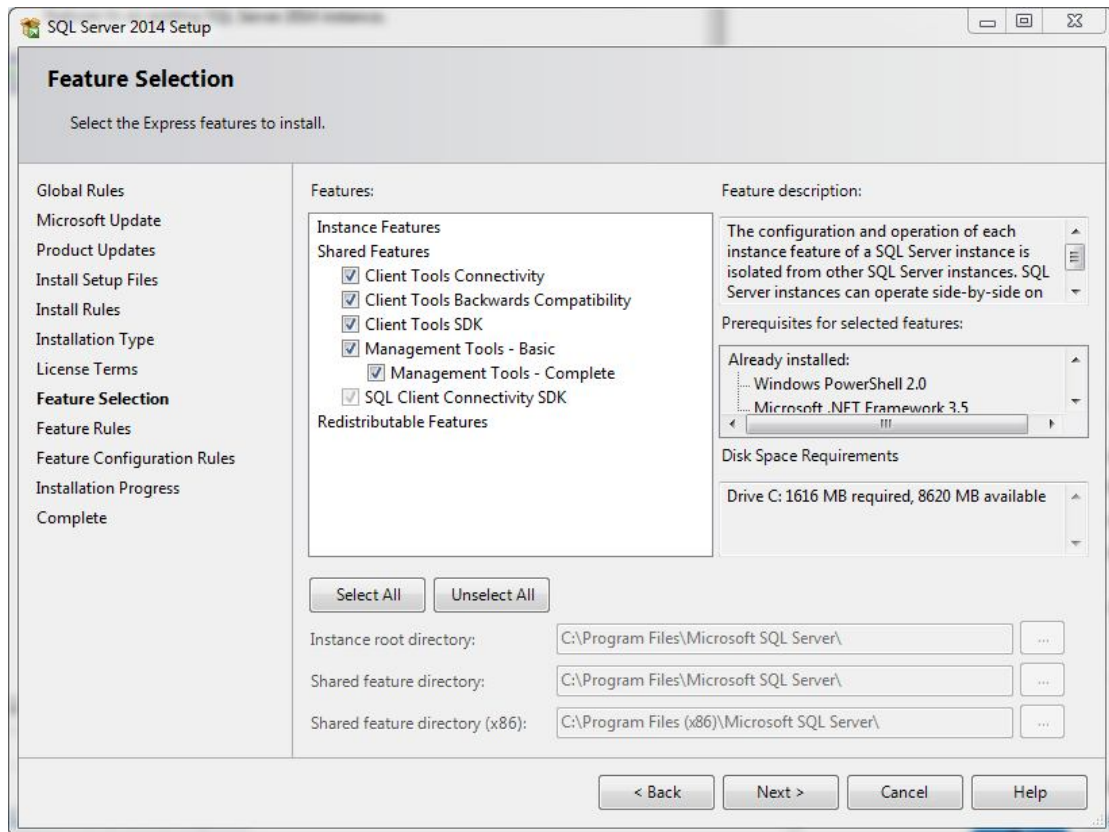 SQL Server 2014 Setup
Feature Selection
Select the Express features to install.
Global Rules
Microsoft Update
Product Updates
Install Setup Files
Install Rules
Installation Type
License Terms
Feature Selection
Feature Rules
Feature Configuration Rules
Installation Progress
Complete
Features:
Instance Features
Shared Features
Client Tools Connectivity
Client Tools Backwards Compatibility
Client Tools SDK
Management Tools - Basic
Management Tools - Complete
SQL Client Connectivity SDK
Redistributable Features
Feature description:
The configuration and operation of each
instance feature of a SQL Server instance is
isolated from other SQL Server instances. SQL
Server instances can operate side-by-side on
Prerequisites for selected features:
Already installed:
Windows PowerShell 2.0
Microsoft .NET Framework 3.5
Disk Space Requirements
Drive C: 1616 MB required, 8620 MB available
Select All
Unselect All
Instance root directory:
C:\Program Files\Microsoft SQL Server\
...
Shared feature directory:
C:\Program Files\Microsoft SQL Server\
...
Shared feature directory (x86):
C:\Program Files (x86)\Microsoft SQL Server\
...
< Back
Next >
Cancel
Help